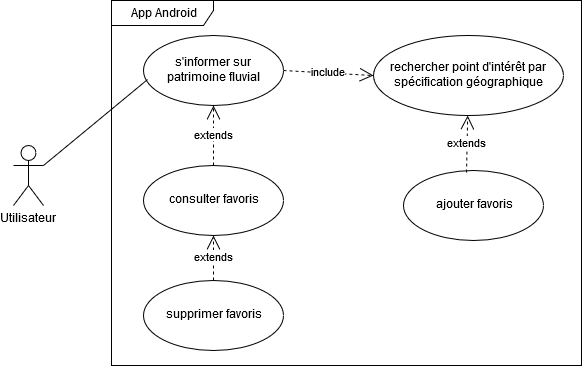 App Android
s'informer sur
patrimoine fluvial
include
rechercher point d'intérêt par
spécification géographique
extends
extends
Utilisateur
consulter favoris
ajouter favoris
extends
supprimer favoris